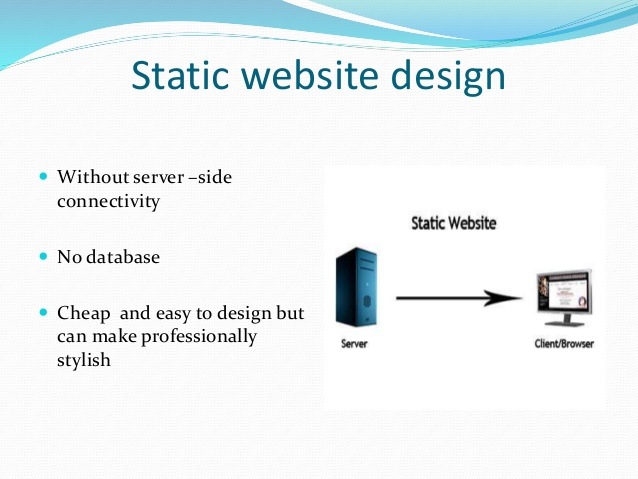 Static website design
Without server –side
connectivity
No database
Cheap and easy to design but
can make professionally
stylish
Static Website
Server
Client/Browser